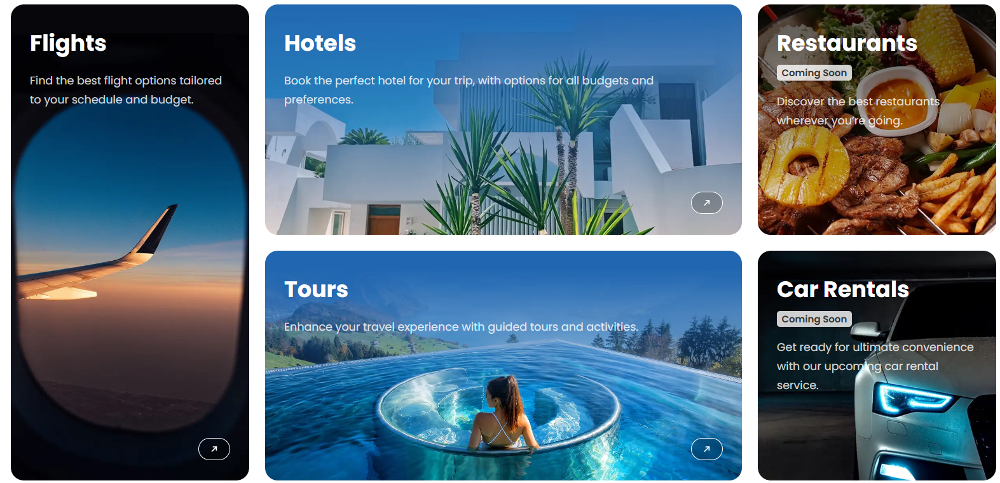 Flights
Find the best flight options tailored
to your schedule and budget.
Hotels
Book the perfect hotel for your trip, with options for all budgets and
preferences.
Restaurants
Coming Soon
Discover the best restaurants
wherever you're going.
Tours
Enhance your travel experience with guided tours and activities.
Car Rentals
Coming Soon
Get ready for ultimate convenience
with our upcoming car rental
service.